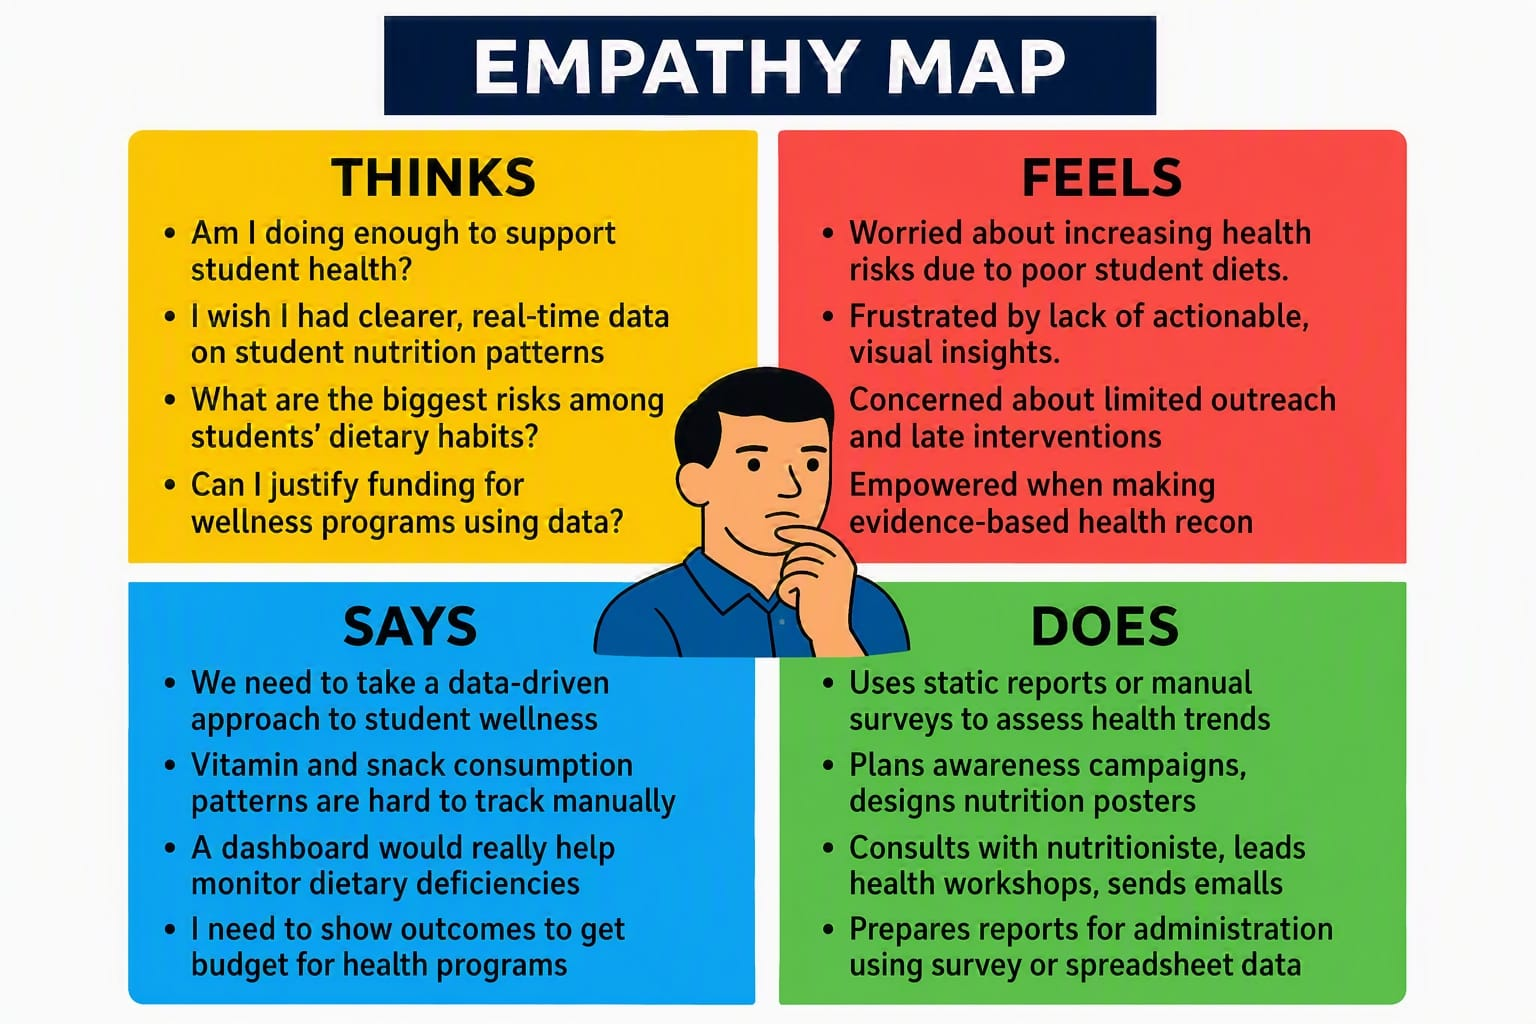 EMPATHY MAP
THINKS
• Am I doing enough to support
student health?
• I wish I had clearer, real-time data
on student nutrition patterns
• What are the biggest risks among
students’ dietary habits?
• Can I justify funding for
wellness programs using data?
FEELS
• Worried about increasing health
risks due to poor student diets.
• Frustrated by lack of actionable,
visual insights.
Concerned about limited outreach
and late interventions
Empowered when making
evidence-based health recon
SAYS
• We need to take a data-driven
approach to student wellness
• Vitamin and snack consumption
patterns are hard to track manually
• A dashboard would really help
monitor dietary deficiencies
• I need to show outcomes to get
budget for health programs
DOES
• Uses static reports or manual
surveys to assess health trends
• Plans awareness campaigns,
designs nutrition posters
• Consults with nutritioniste, leads
health workshops, sends emalls
• Prepares reports for administration
using survey or spreadsheet data